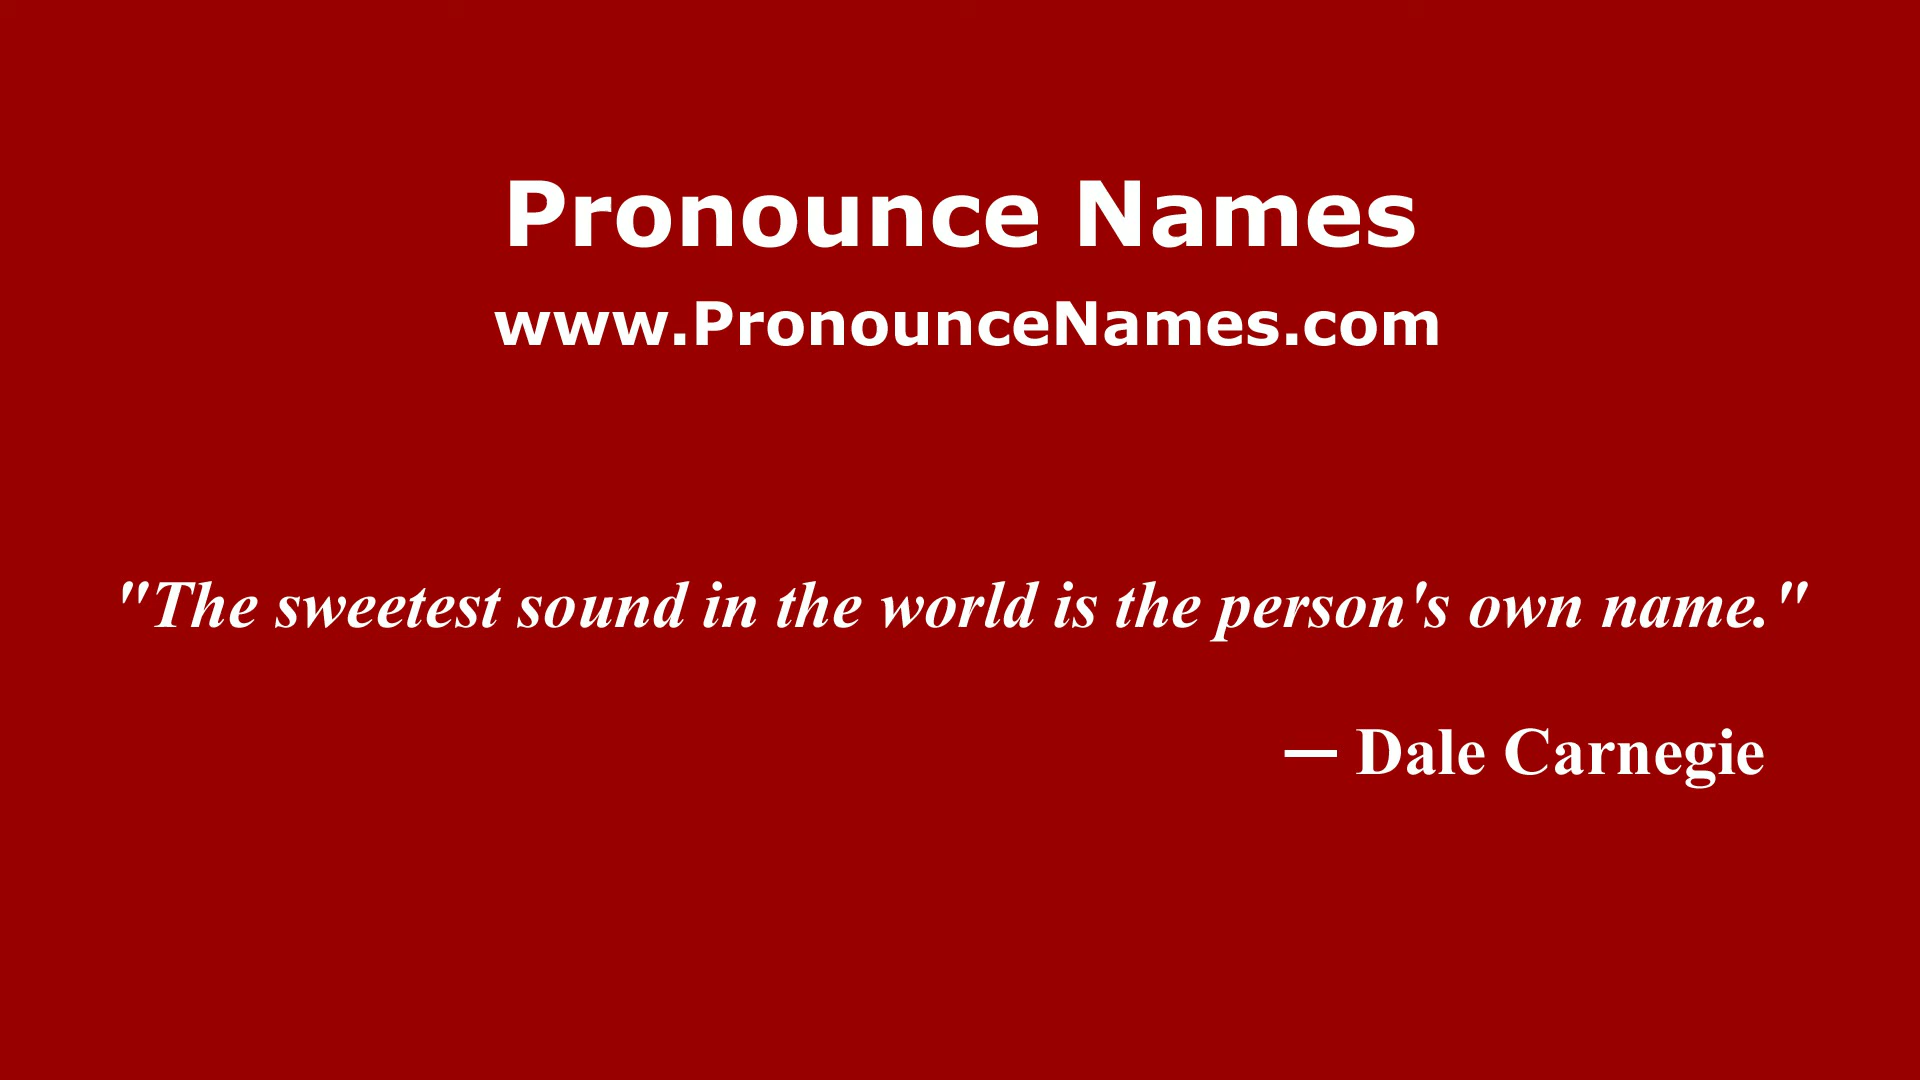 Pronounce Names
www.PronounceNames.com
"The sweetest sound in the world is the person's own name."
— Dale Carnegie